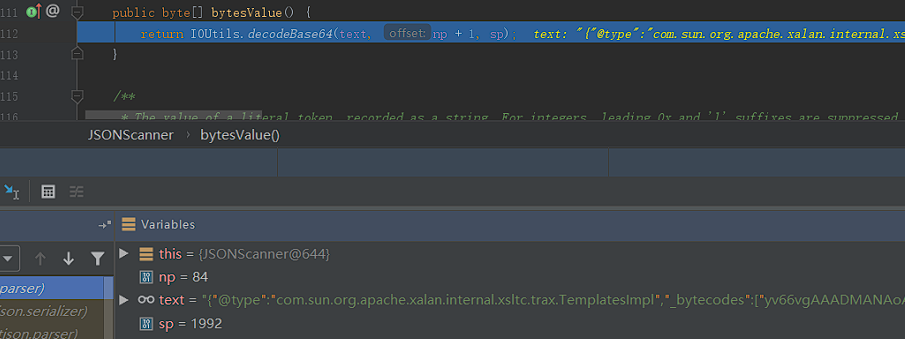 111 @ public byte[] bytesValue() {
112 return IOUtils.decodeBase64(text, offset: np + 1, sp); text: "{"@type":"com.sun.org.apache.xalan.internal.xs
113 }
114
115 /**
116 * The value of a literal token, recorded as a string. For integers, leading 0x and 'l' suffixes are suppressed
JSONScanner › bytesValue()
Variables
this = {JSONScanner@644}
np = 84
parser) text = "{"@type":"com.sun.org.apache.xalan.internal.xsltc.trax.TemplatesImpl","_bytecodes":["yv66vgAAADMANAoA
son.serializer) sp = 1992
tison.parser)